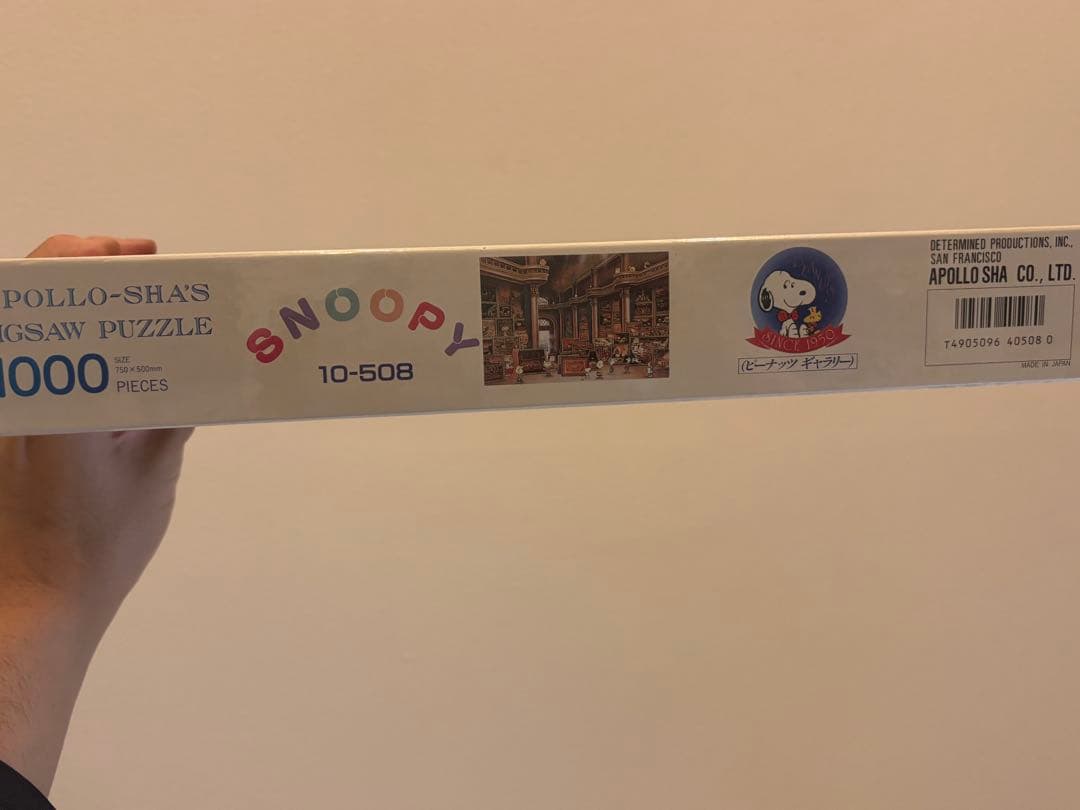 POLLO-SHA'S
IGSAW PUZZLE
1000
SIZE
750×500mm
PIECES
SNOOPY
10-508
SINCE 1950
(ピーナッツ ギャラリー)
DETERMINED PRODUCTIONS, INC.,
SAN FRANCISCO
APOLLO SHA CO., LTD.
T4905096 40508 0
MADE IN JAPAN